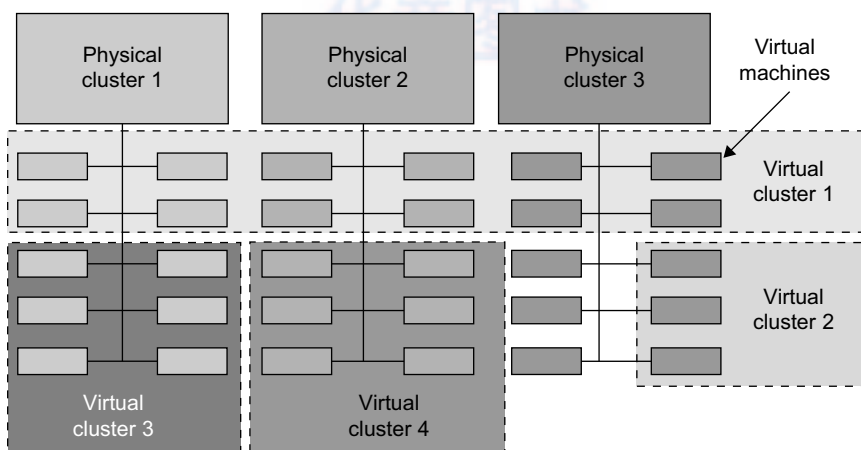 Physical
cluster 1
Physical
cluster 2
Physical
cluster 3
Virtual
machines
Virtual
cluster 1
Virtual
cluster 2
Virtual
cluster 3
Virtual
cluster 4